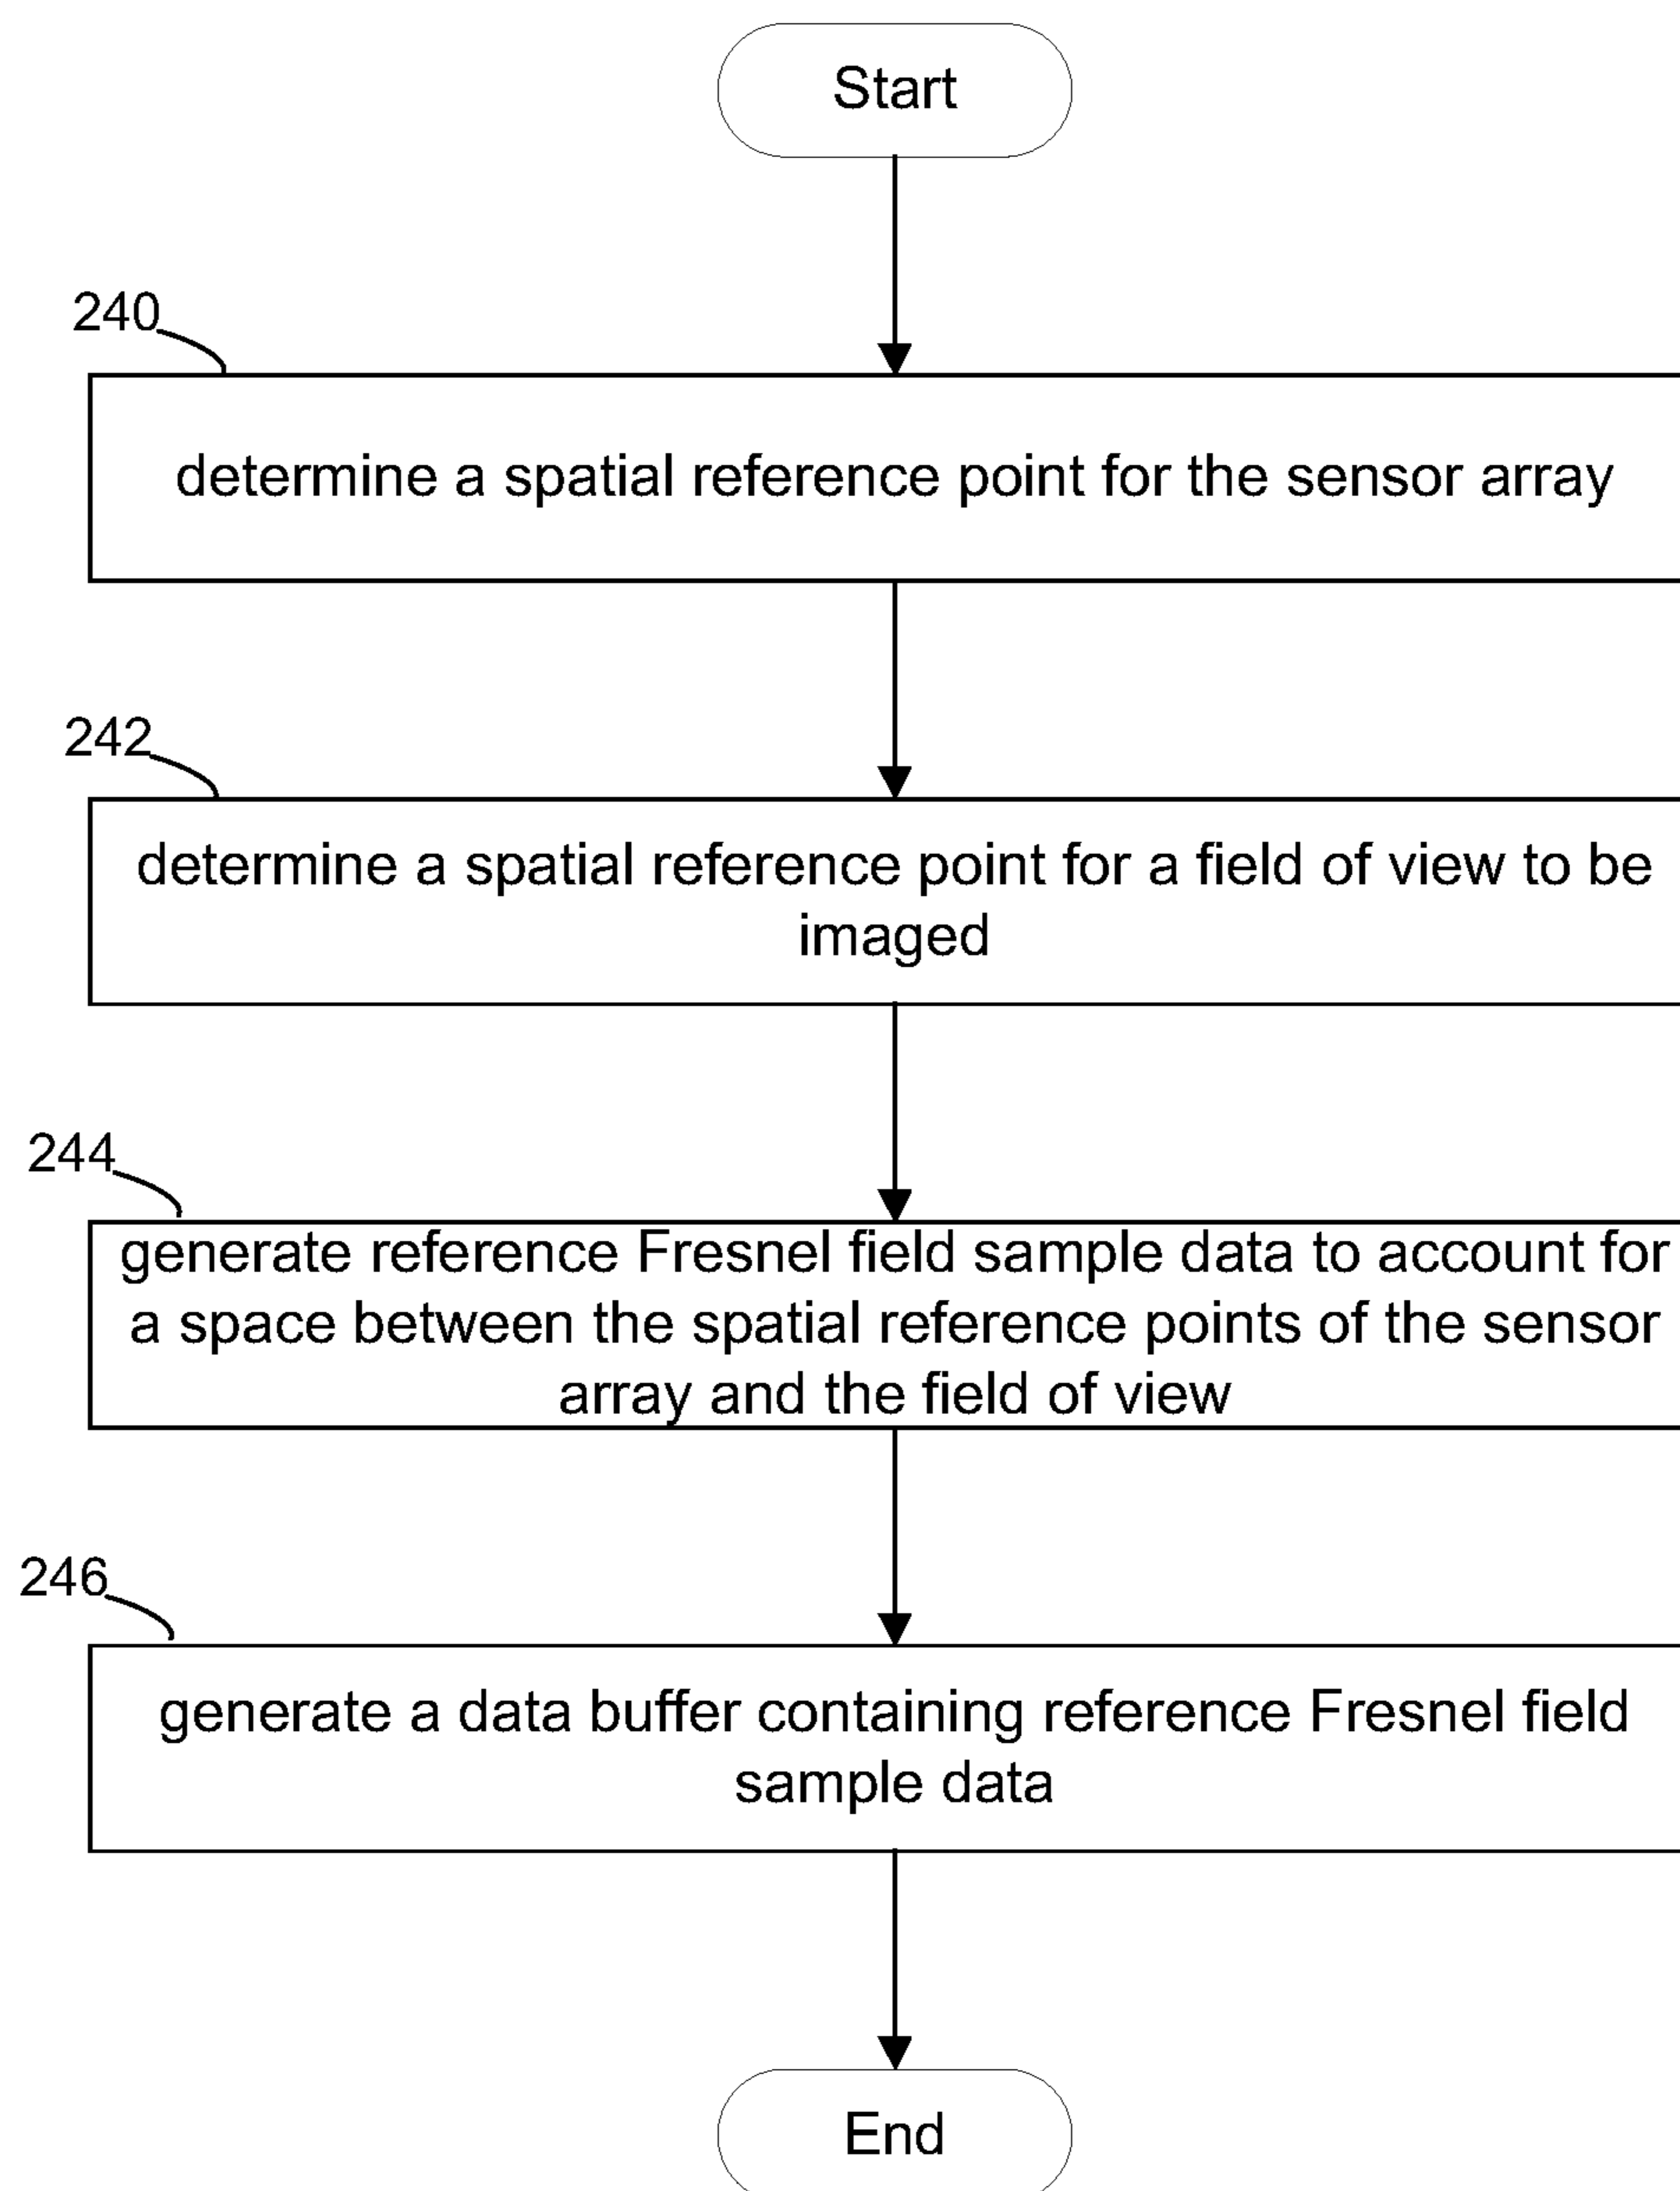 Start
240
determine a spatial reference point for the sensor array
242
determine a spatial reference point for a field of view to be
imaged
244
generate reference Fresnel field sample data to account for
a space between the spatial reference points of the sensor
array and the field of view
246
generate a data buffer containing reference Fresnel field
sample data
End